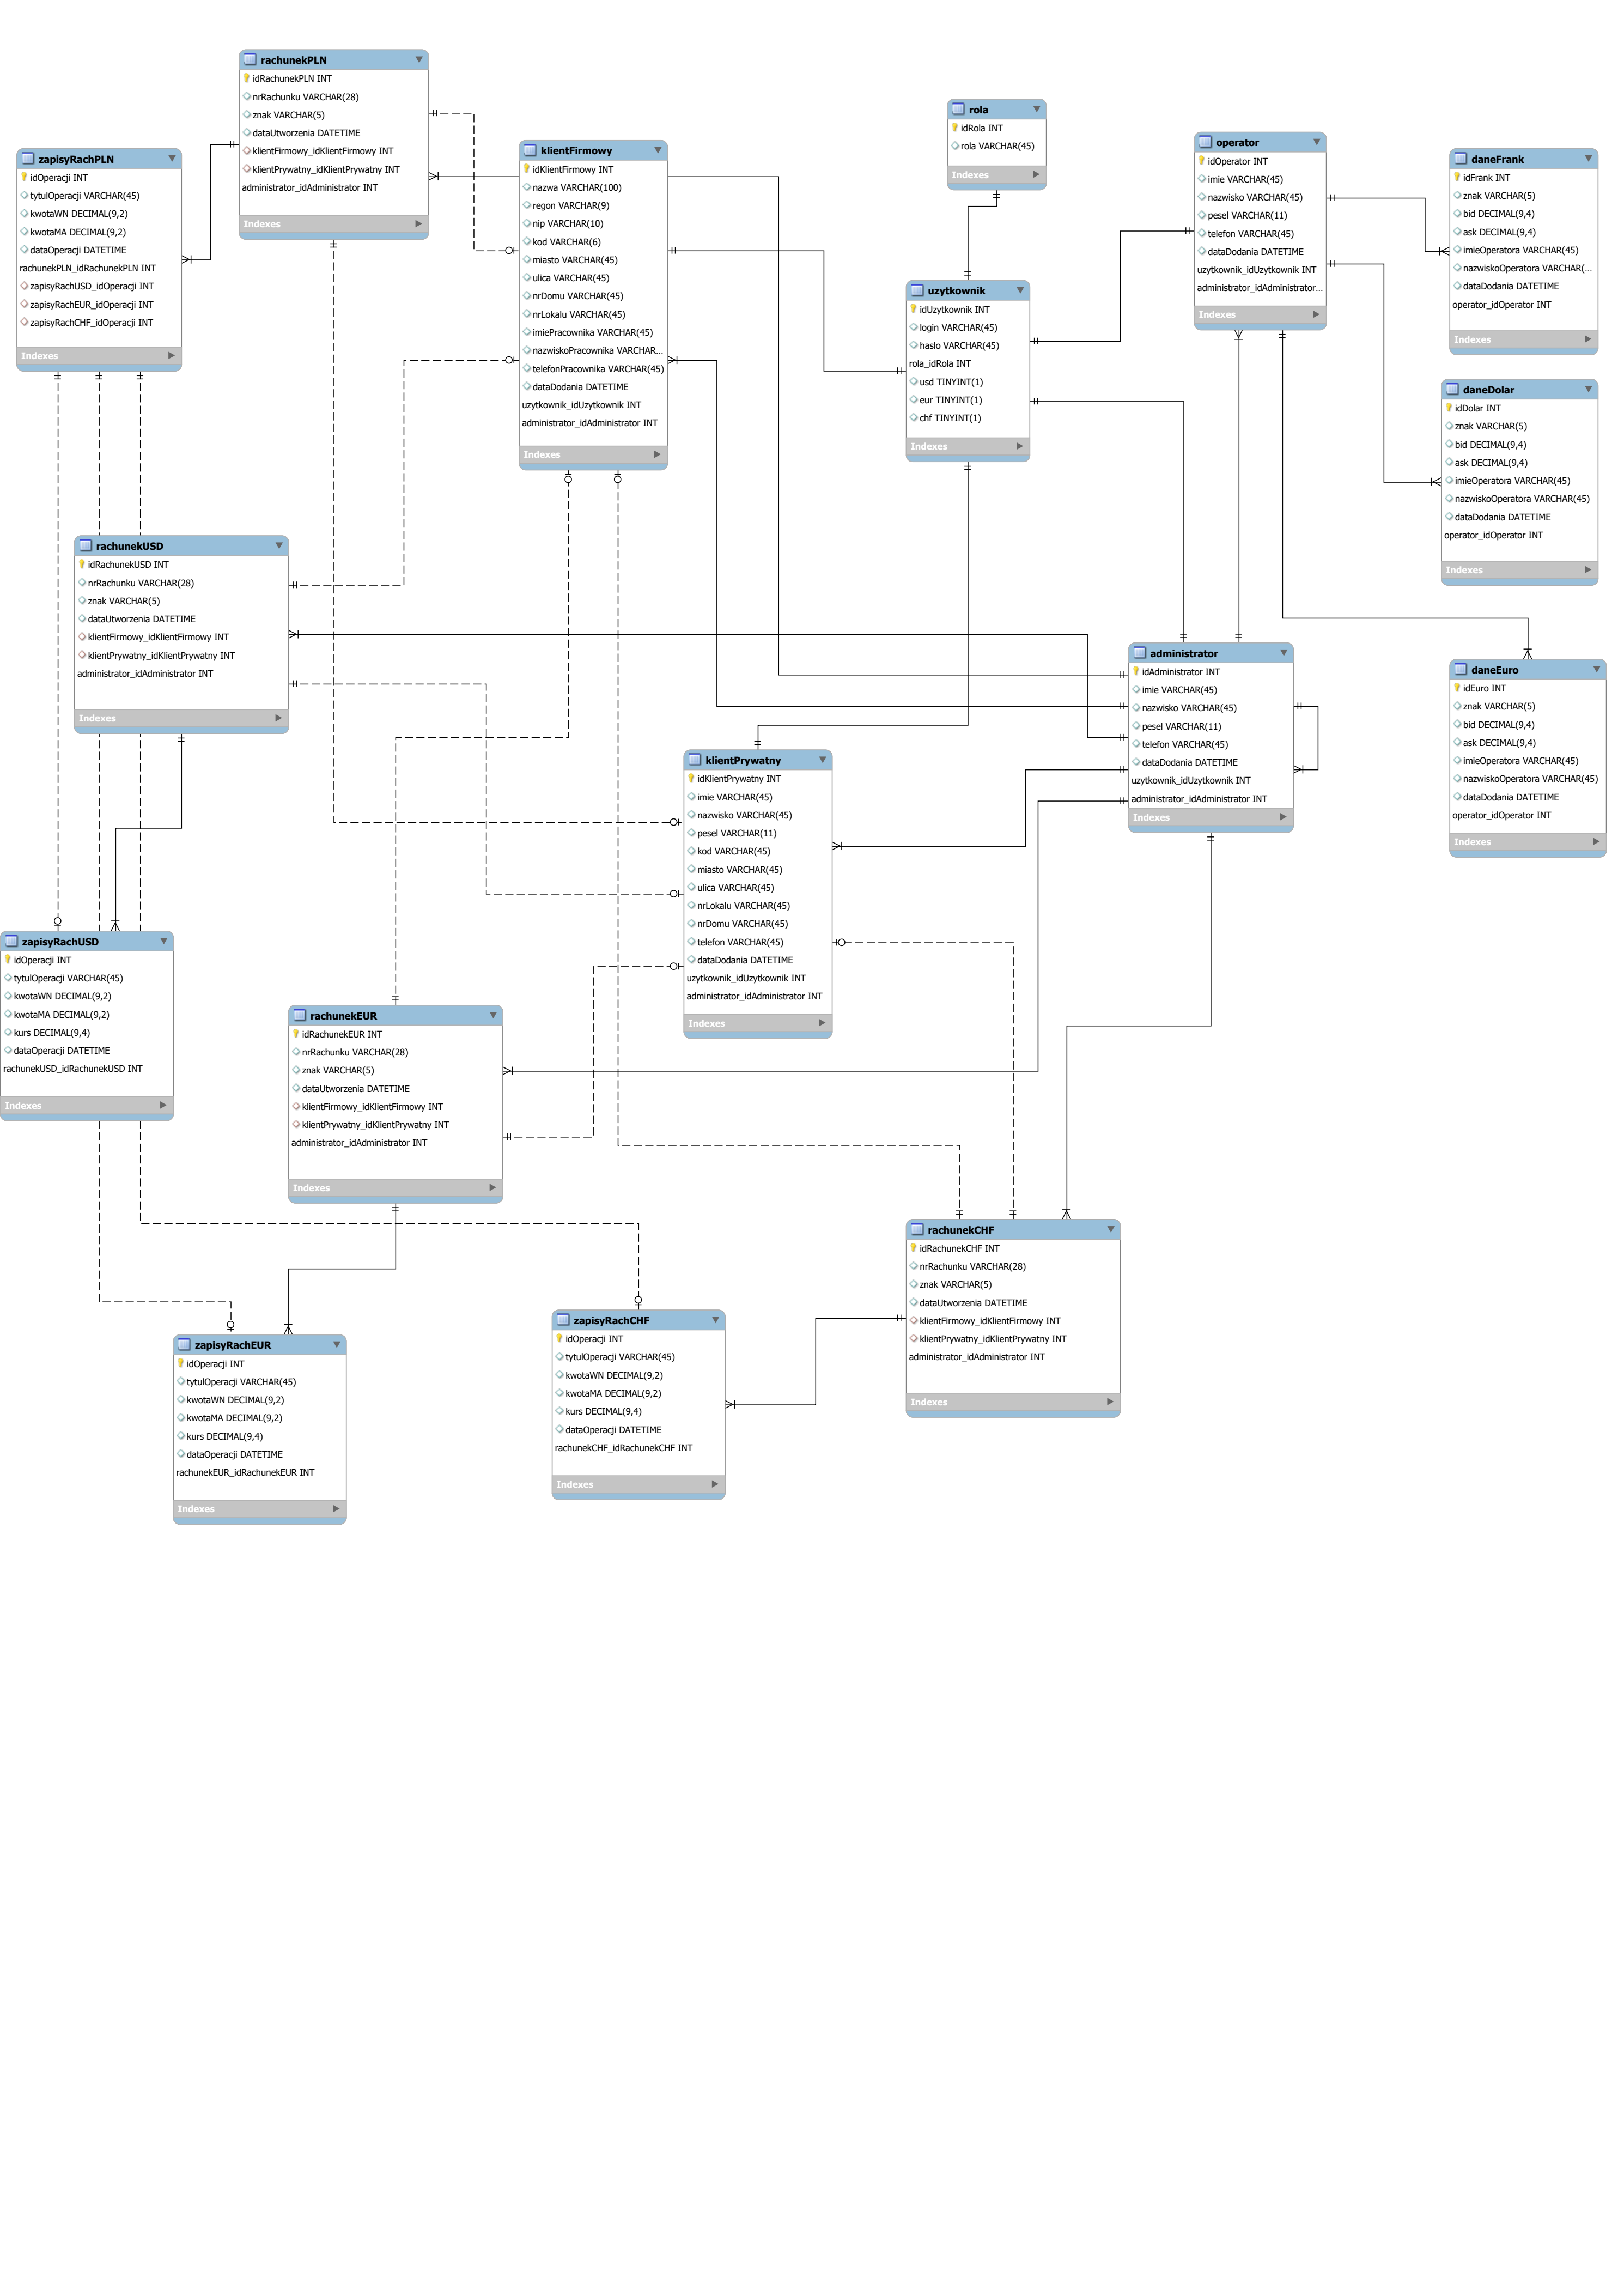 rachunekPLN
idRachunekPLN INT
nrRachunku VARCHAR(28)
znak VARCHAR(5)
dataUtworzenia DATETIME
klientFirmowy_idKlientFirmowy INT
klientPrywatny_idKlientPrywatny INT
administrator_idAdministrator INT
Indexes
rola
idRola INT
rola VARCHAR(45)
Indexes
operator
idOperator INT
imie VARCHAR(45)
nazwisko VARCHAR(45)
pesel VARCHAR(11)
telefon VARCHAR(45)
dataDodania DATETIME
uzytkownik_idUzytkownik INT
administrator_idAdministrator...
Indexes
klientFirmowy
idKlientFirmowy INT
nazwa VARCHAR(100)
regon VARCHAR(9)
nip VARCHAR(10)
kod VARCHAR(6)
miasto VARCHAR(45)
ulica VARCHAR(45)
nrDomu VARCHAR(45)
nrLokalu VARCHAR(45)
imiePracownika VARCHAR(45)
nazwiskoPracownika VARCHAR...
telefonPracownika VARCHAR(45)
dataDodania DATETIME
uzytkownik_idUzytkownik INT
administrator_idAdministrator INT
Indexes
zapisyRachPLN
idOperacji INT
tytulOperacji VARCHAR(45)
kwotaWN DECIMAL(9,2)
kwotaMA DECIMAL(9,2)
dataOperacji DATETIME
rachunekPLN_idRachunekPLN INT
zapisyRachUSD_idOperacji INT
zapisyRachEUR_idOperacji INT
zapisyRachCHF_idOperacji INT
Indexes
daneFrank
idFrank INT
znak VARCHAR(5)
bid DECIMAL(9,4)
ask DECIMAL(9,4)
imieOperatora VARCHAR(45)
nazwiskoOperatora VARCHAR(...
dataDodania DATETIME
operator_idOperator INT
Indexes
uzytkownik
idUzytkownik INT
login VARCHAR(45)
haslo VARCHAR(45)
rola_idRola INT
usd TINYINT(1)
eur TINYINT(1)
chf TINYINT(1)
Indexes
daneDolar
idDolar INT
znak VARCHAR(5)
bid DECIMAL(9,4)
ask DECIMAL(9,4)
imieOperatora VARCHAR(45)
nazwiskoOperatora VARCHAR(45)
dataDodania DATETIME
operator_idOperator INT
Indexes
rachunekUSD
idRachunekUSD INT
nrRachunku VARCHAR(28)
znak VARCHAR(5)
dataUtworzenia DATETIME
klientFirmowy_idKlientFirmowy INT
klientPrywatny_idKlientPrywatny INT
administrator_idAdministrator INT
Indexes
administrator
idAdministrator INT
imie VARCHAR(45)
nazwisko VARCHAR(45)
pesel VARCHAR(11)
telefon VARCHAR(45)
dataDodania DATETIME
uzytkownik_idUzytkownik INT
administrator_idAdministrator INT
Indexes
daneEuro
idEuro INT
znak VARCHAR(5)
bid DECIMAL(9,4)
ask DECIMAL(9,4)
imieOperatora VARCHAR(45)
nazwiskoOperatora VARCHAR(45)
dataDodania DATETIME
operator_idOperator INT
Indexes
klientPrywatny
idKlientPrywatny INT
imie VARCHAR(45)
nazwisko VARCHAR(45)
pesel VARCHAR(11)
kod VARCHAR(45)
miasto VARCHAR(45)
ulica VARCHAR(45)
nrLokalu VARCHAR(45)
nrDomu VARCHAR(45)
telefon VARCHAR(45)
dataDodania DATETIME
uzytkownik_idUzytkownik INT
administrator_idAdministrator INT
Indexes
zapisyRachUSD
idOperacji INT
tytulOperacji VARCHAR(45)
kwotaWN DECIMAL(9,2)
kwotaMA DECIMAL(9,2)
kurs DECIMAL(9,4)
dataOperacji DATETIME
rachunekUSD_idRachunekUSD INT
Indexes
rachunekEUR
idRachunekEUR INT
nrRachunku VARCHAR(28)
znak VARCHAR(5)
dataUtworzenia DATETIME
klientFirmowy_idKlientFirmowy INT
klientPrywatny_idKlientPrywatny INT
administrator_idAdministrator INT
Indexes
rachunekCHF
idRachunekCHF INT
nrRachunku VARCHAR(28)
znak VARCHAR(5)
dataUtworzenia DATETIME
klientFirmowy_idKlientFirmowy INT
klientPrywatny_idKlientPrywatny INT
administrator_idAdministrator INT
Indexes
zapisyRachCHF
idOperacji INT
tytulOperacji VARCHAR(45)
kwotaWN DECIMAL(9,2)
kwotaMA DECIMAL(9,2)
kurs DECIMAL(9,4)
dataOperacji DATETIME
rachunekCHF_idRachunekCHF INT
Indexes
zapisyRachEUR
idOperacji INT
tytulOperacji VARCHAR(45)
kwotaWN DECIMAL(9,2)
kwotaMA DECIMAL(9,2)
kurs DECIMAL(9,4)
dataOperacji DATETIME
rachunekEUR_idRachunekEUR INT
Indexes